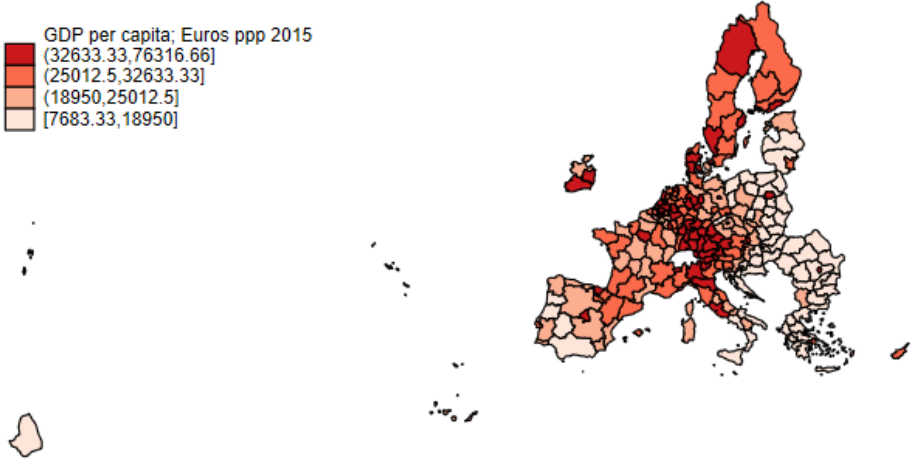 GDP per capita; Euros ppp 2015
(32633.33,76316.66]
(25012.5,32633.33]
(18950,25012.5]
[7683.33,18950]